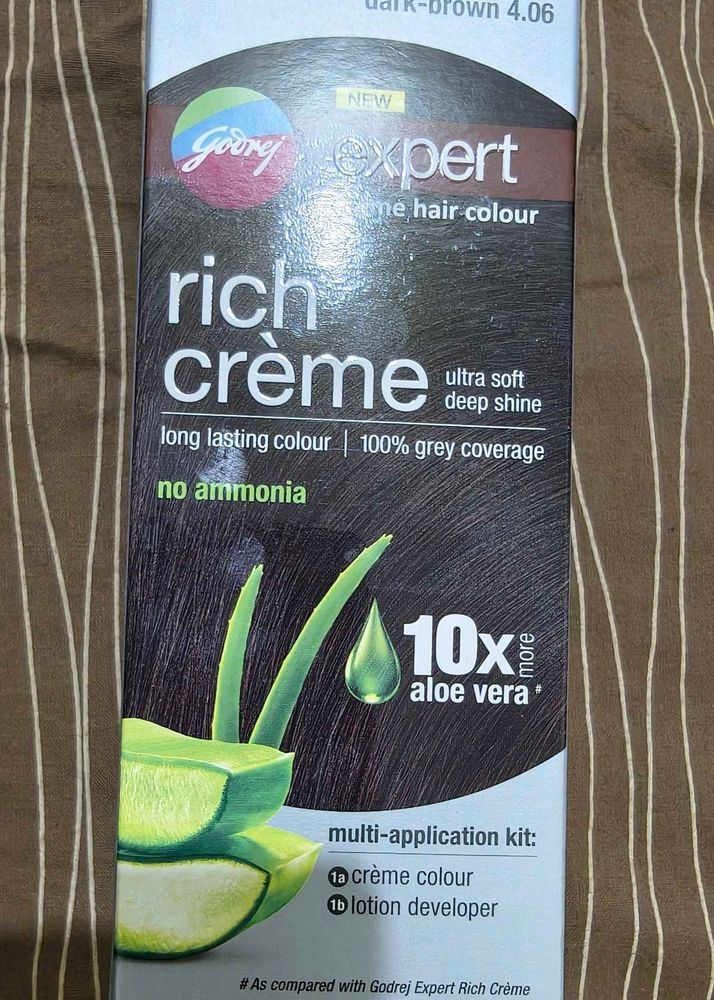 dark-brown 4.06
NEW
Godrej
expert
me hair colour
rich
crème
ultra soft
deep shine
long lasting colour | 100% grey coverage
no ammonia
10x more
aloe vera #
multi-application kit:
1a crème colour
1b lotion developer
# As compared with Godrej Expert Rich Crème